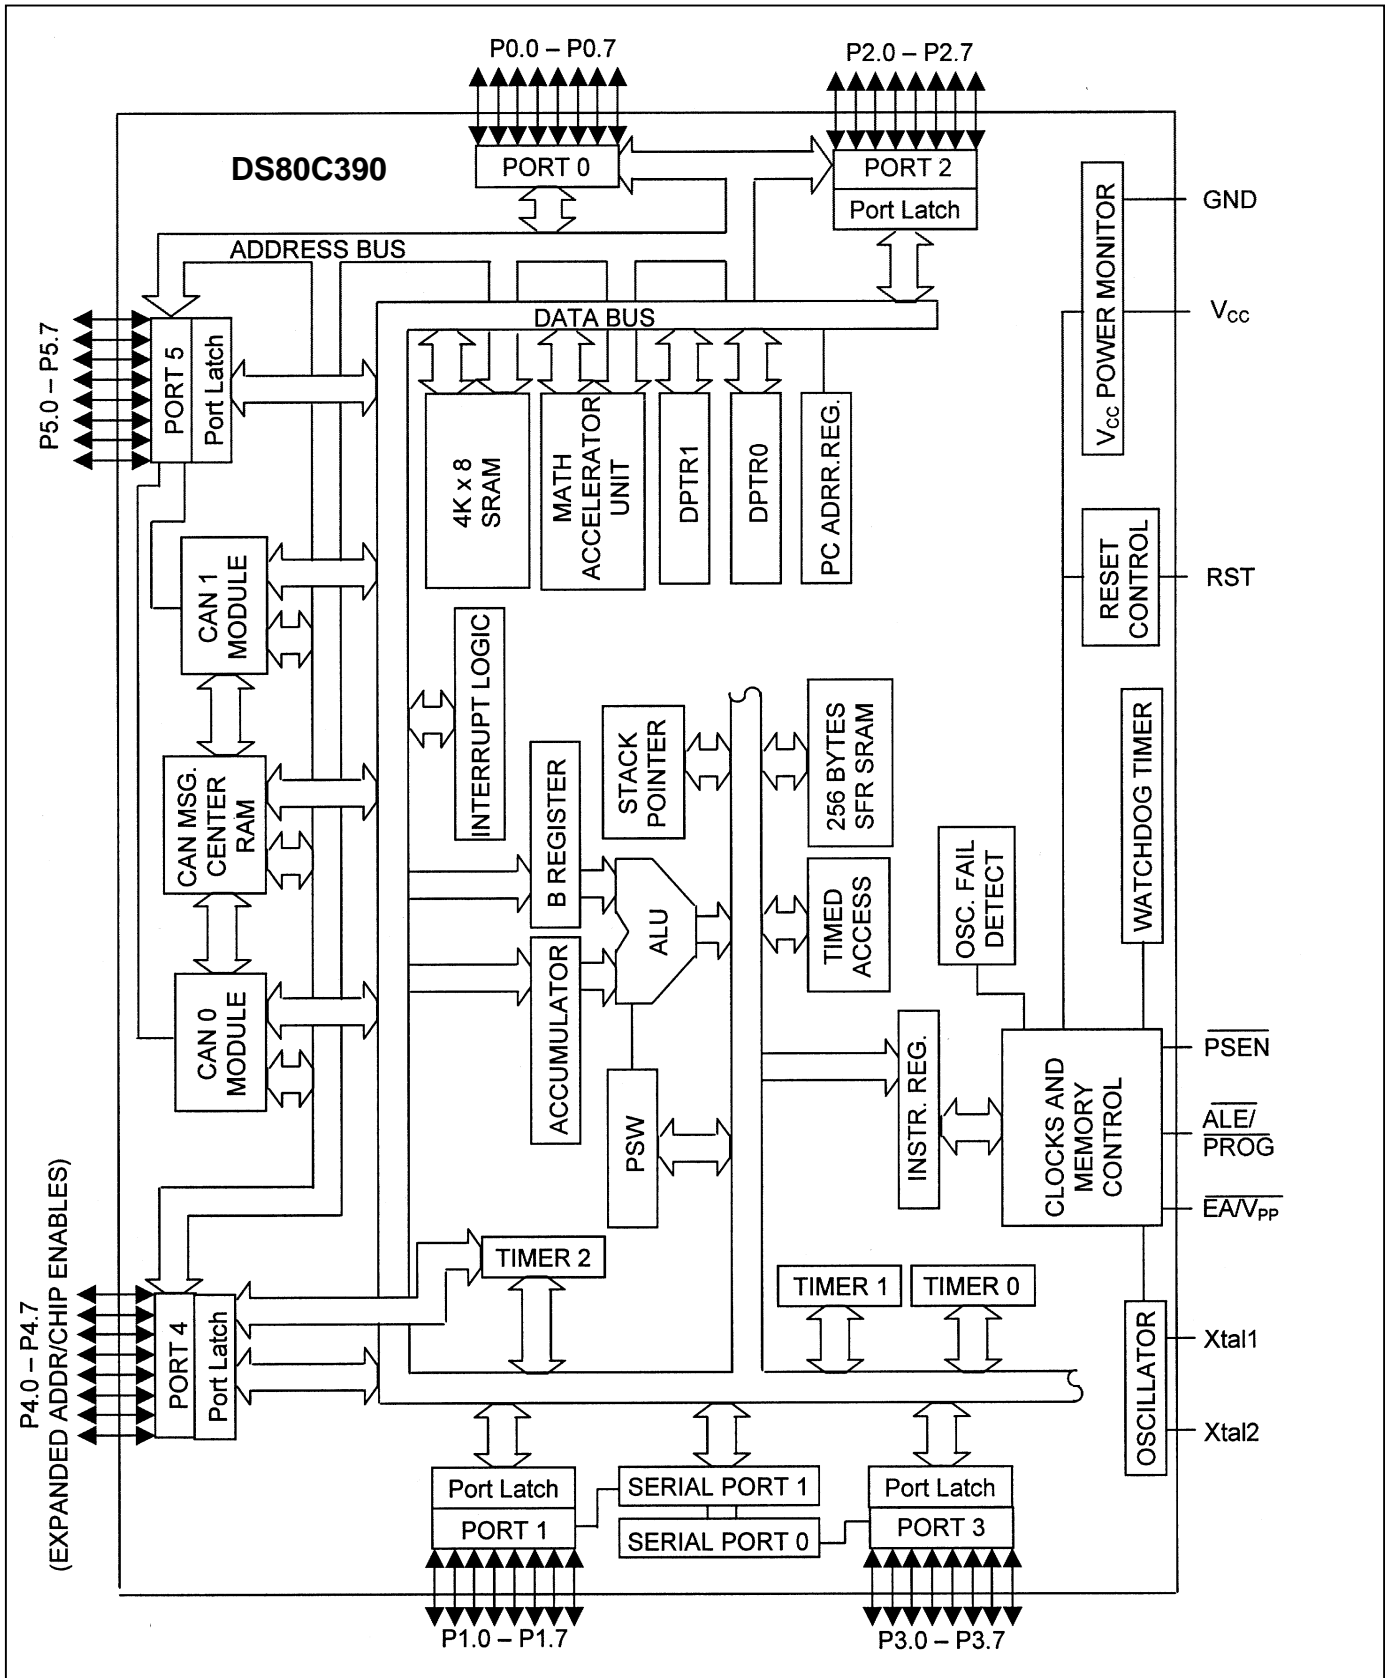 P0.0 – P0.7
P2.0 – P2.7
DS80C390
PORT 0
PORT 2
Port Latch
GND
ADDRESS BUS
VCC POWER MONITOR
VCC
DATA BUS
P5.0 – P5.7
PORT 5
Port Latch
4K x 8
SRAM
MATH
ACCELERATOR
UNIT
DPTR1
DPTR0
PC ADRR.REG.
RESET
CONTROL
RST
CAN 1
MODULE
INTERRUPT LOGIC
STACK
POINTER
256 BYTES
SFR SRAM
WATCHDOG TIMER
CAN MSG.
CENTER
RAM
B REGISTER
ALU
TIMED
ACCESS
OSC. FAIL
DETECT
CAN 0
MODULE
ACCUMULATOR
PSW
INSTR. REG.
CLOCKS AND
MEMORY
CONTROL
PSEN
ALE/
PROG
EA/VPP
P4.0 – P4.7
(EXPANDED ADDR/CHIP ENABLES)
PORT 4
Port Latch
TIMER 2
TIMER 1
TIMER 0
OSCILLATOR
Xtal1
Xtal2
Port Latch
PORT 1
SERIAL PORT 1
SERIAL PORT 0
Port Latch
PORT 3
P1.0 – P1.7
P3.0 – P3.7